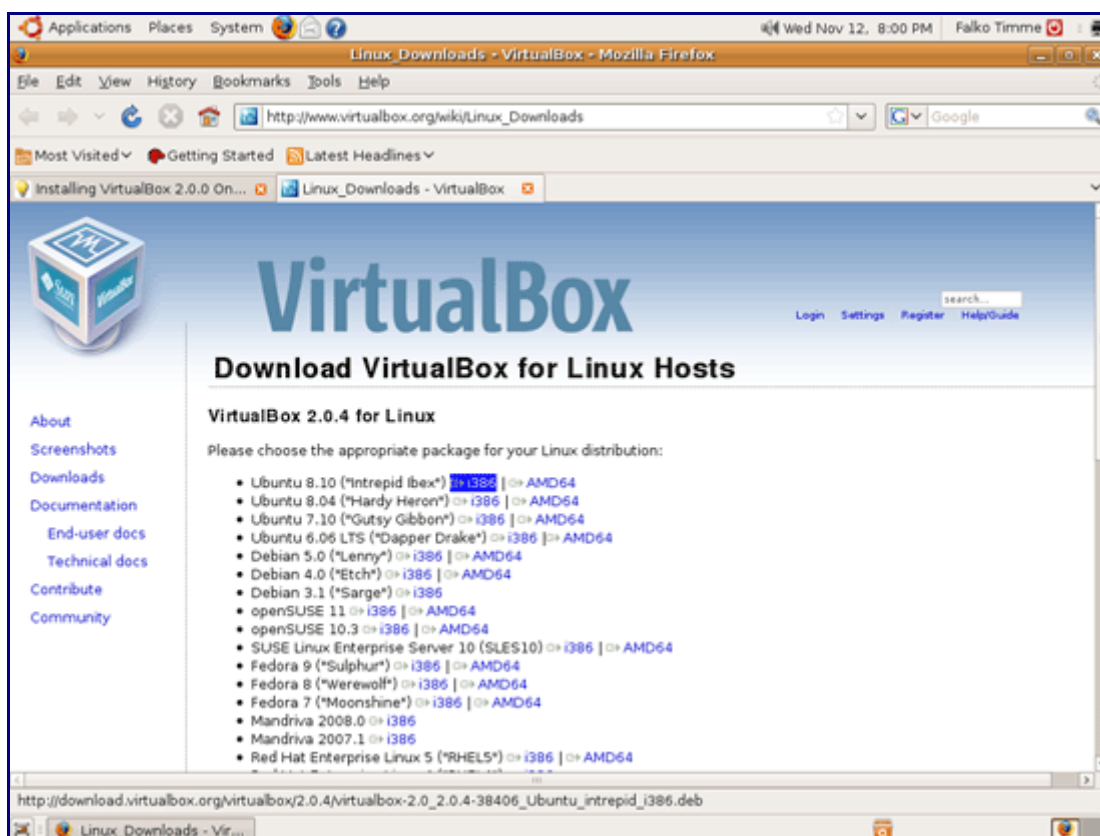 Applications Places System Wed Nov 12, 8:00 PM Falko Timme
Linux_Downloads - VirtualBox - Mozilla Firefox
File Edit View History Bookmarks Tools Help
http://www.virtualbox.org/wiki/Linux_Downloads Google
Most Visited Getting Started Latest Headlines
Installing VirtualBox 2.0.0 On... Linux_Downloads - VirtualBox
Sun VirtualBox
VirtualBox
search...
Login Settings Register Help/Guide
Download VirtualBox for Linux Hosts
About
Screenshots
Downloads
Documentation
End-user docs
Technical docs
Contribute
Community
VirtualBox 2.0.4 for Linux
Please choose the appropriate package for your Linux distribution:
• Ubuntu 8.10 ("Intrepid Ibex") i386 | AMD64
• Ubuntu 8.04 ("Hardy Heron") i386 | AMD64
• Ubuntu 7.10 ("Gutsy Gibbon") i386 | AMD64
• Ubuntu 6.06 LTS ("Dapper Drake") i386 | AMD64
• Debian 5.0 ("Lenny") i386 | AMD64
• Debian 4.0 ("Etch") i386 | AMD64
• Debian 3.1 ("Sarge") i386
• openSUSE 11 i386 | AMD64
• openSUSE 10.3 i386 | AMD64
• SUSE Linux Enterprise Server 10 (SLES10) i386 | AMD64
• Fedora 9 ("Sulphur") i386 | AMD64
• Fedora 8 ("Werewolf") i386 | AMD64
• Fedora 7 ("Moonshine") i386 | AMD64
• Mandriva 2008.0 i386
• Mandriva 2007.1 i386
• Red Hat Enterprise Linux 5 ("RHEL5") i386 | AMD64
http://download.virtualbox.org/virtualbox/2.0.4/virtualbox-2.0_2.0.4-38406_Ubuntu_intrepid_i386.deb
Linux_Downloads - Vir...